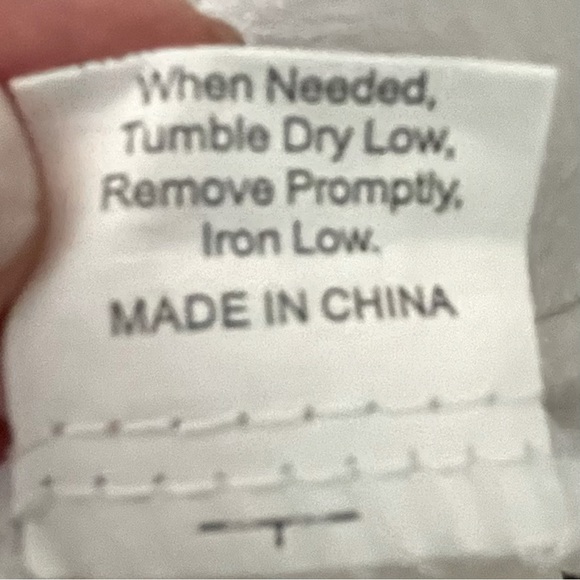 When Needed,
Tumble Dry Low,
Remove Promptly,
Iron Low.
MADE IN CHINA